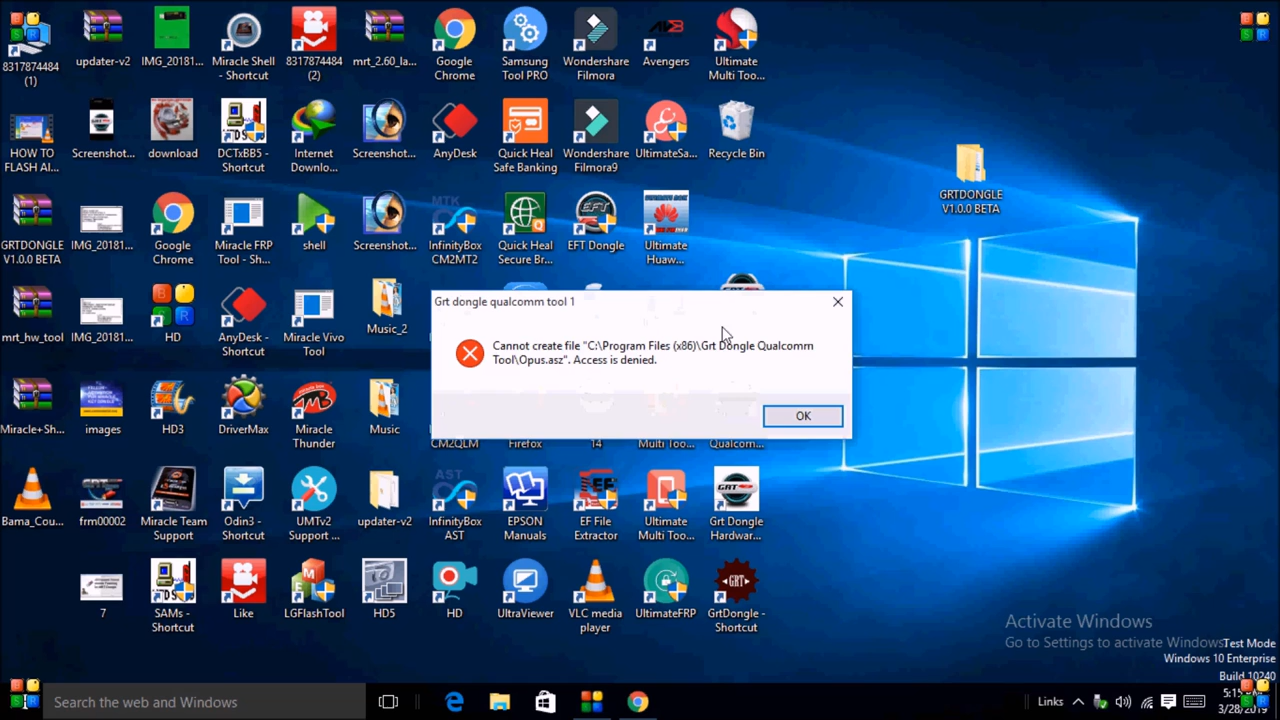 8317874484
(1)
updater-v2
IMG_20181...
Miracle Shell
- Shortcut
8317874484
(2)
mrt_2.60_la...
Google
Chrome
Samsung
Tool PRO
Wondershare
Filmora
Avengers
Ultimate
Multi Too...
HOW TO
FLASH AI...
Screenshot...
download
DCTxBB5 -
Shortcut
Internet
Downlo...
Screenshot...
AnyDesk
Quick Heal
Safe Banking
Wondershare
Filmora9
UltimateSa...
Recycle Bin
GRTDONGLE
V1.0.0 BETA
GRTDONGLE
V1.0.0 BETA
IMG_20181...
Google
Chrome
Miracle FRP
Tool - Sh...
shell
Screenshot...
InfinityBox
CM2MT2
Quick Heal
Secure Br...
EFT Dongle
Ultimate
Huaw...
mrt_hw_tool
IMG_20181...
HD
AnyDesk -
Shortcut
Miracle Vivo
Tool
Music_2
Grt dongle qualcomm tool 1
Cannot create file "C:\Program Files (x86)\Grt Dongle Qualcomm
Tool\Opus.asz". Access is denied.
OK
Miracle+Sh...
images
HD3
DriverMax
Miracle
Thunder
Music
CM2QLM
Firefox
14
Multi Too...
Qualcom...
Bama_Cou...
frm00002
Miracle Team
Support
Odin3 -
Shortcut
UMTv2
Support ...
updater-v2
InfinityBox
AST
EPSON
Manuals
EF File
Extractor
Ultimate
Multi Too...
Grt Dongle
Hardwar...
7
SAMs -
Shortcut
Like
LGFlashTool
HD5
HD
UltraViewer
VLC media
player
UltimateFRP
GrtDongle -
Shortcut
Activate Windows
Go to Settings to activate Windows
Test Mode
Windows 10 Enterprise
Build 10240
Search the web and Windows
Links
3/28/2019